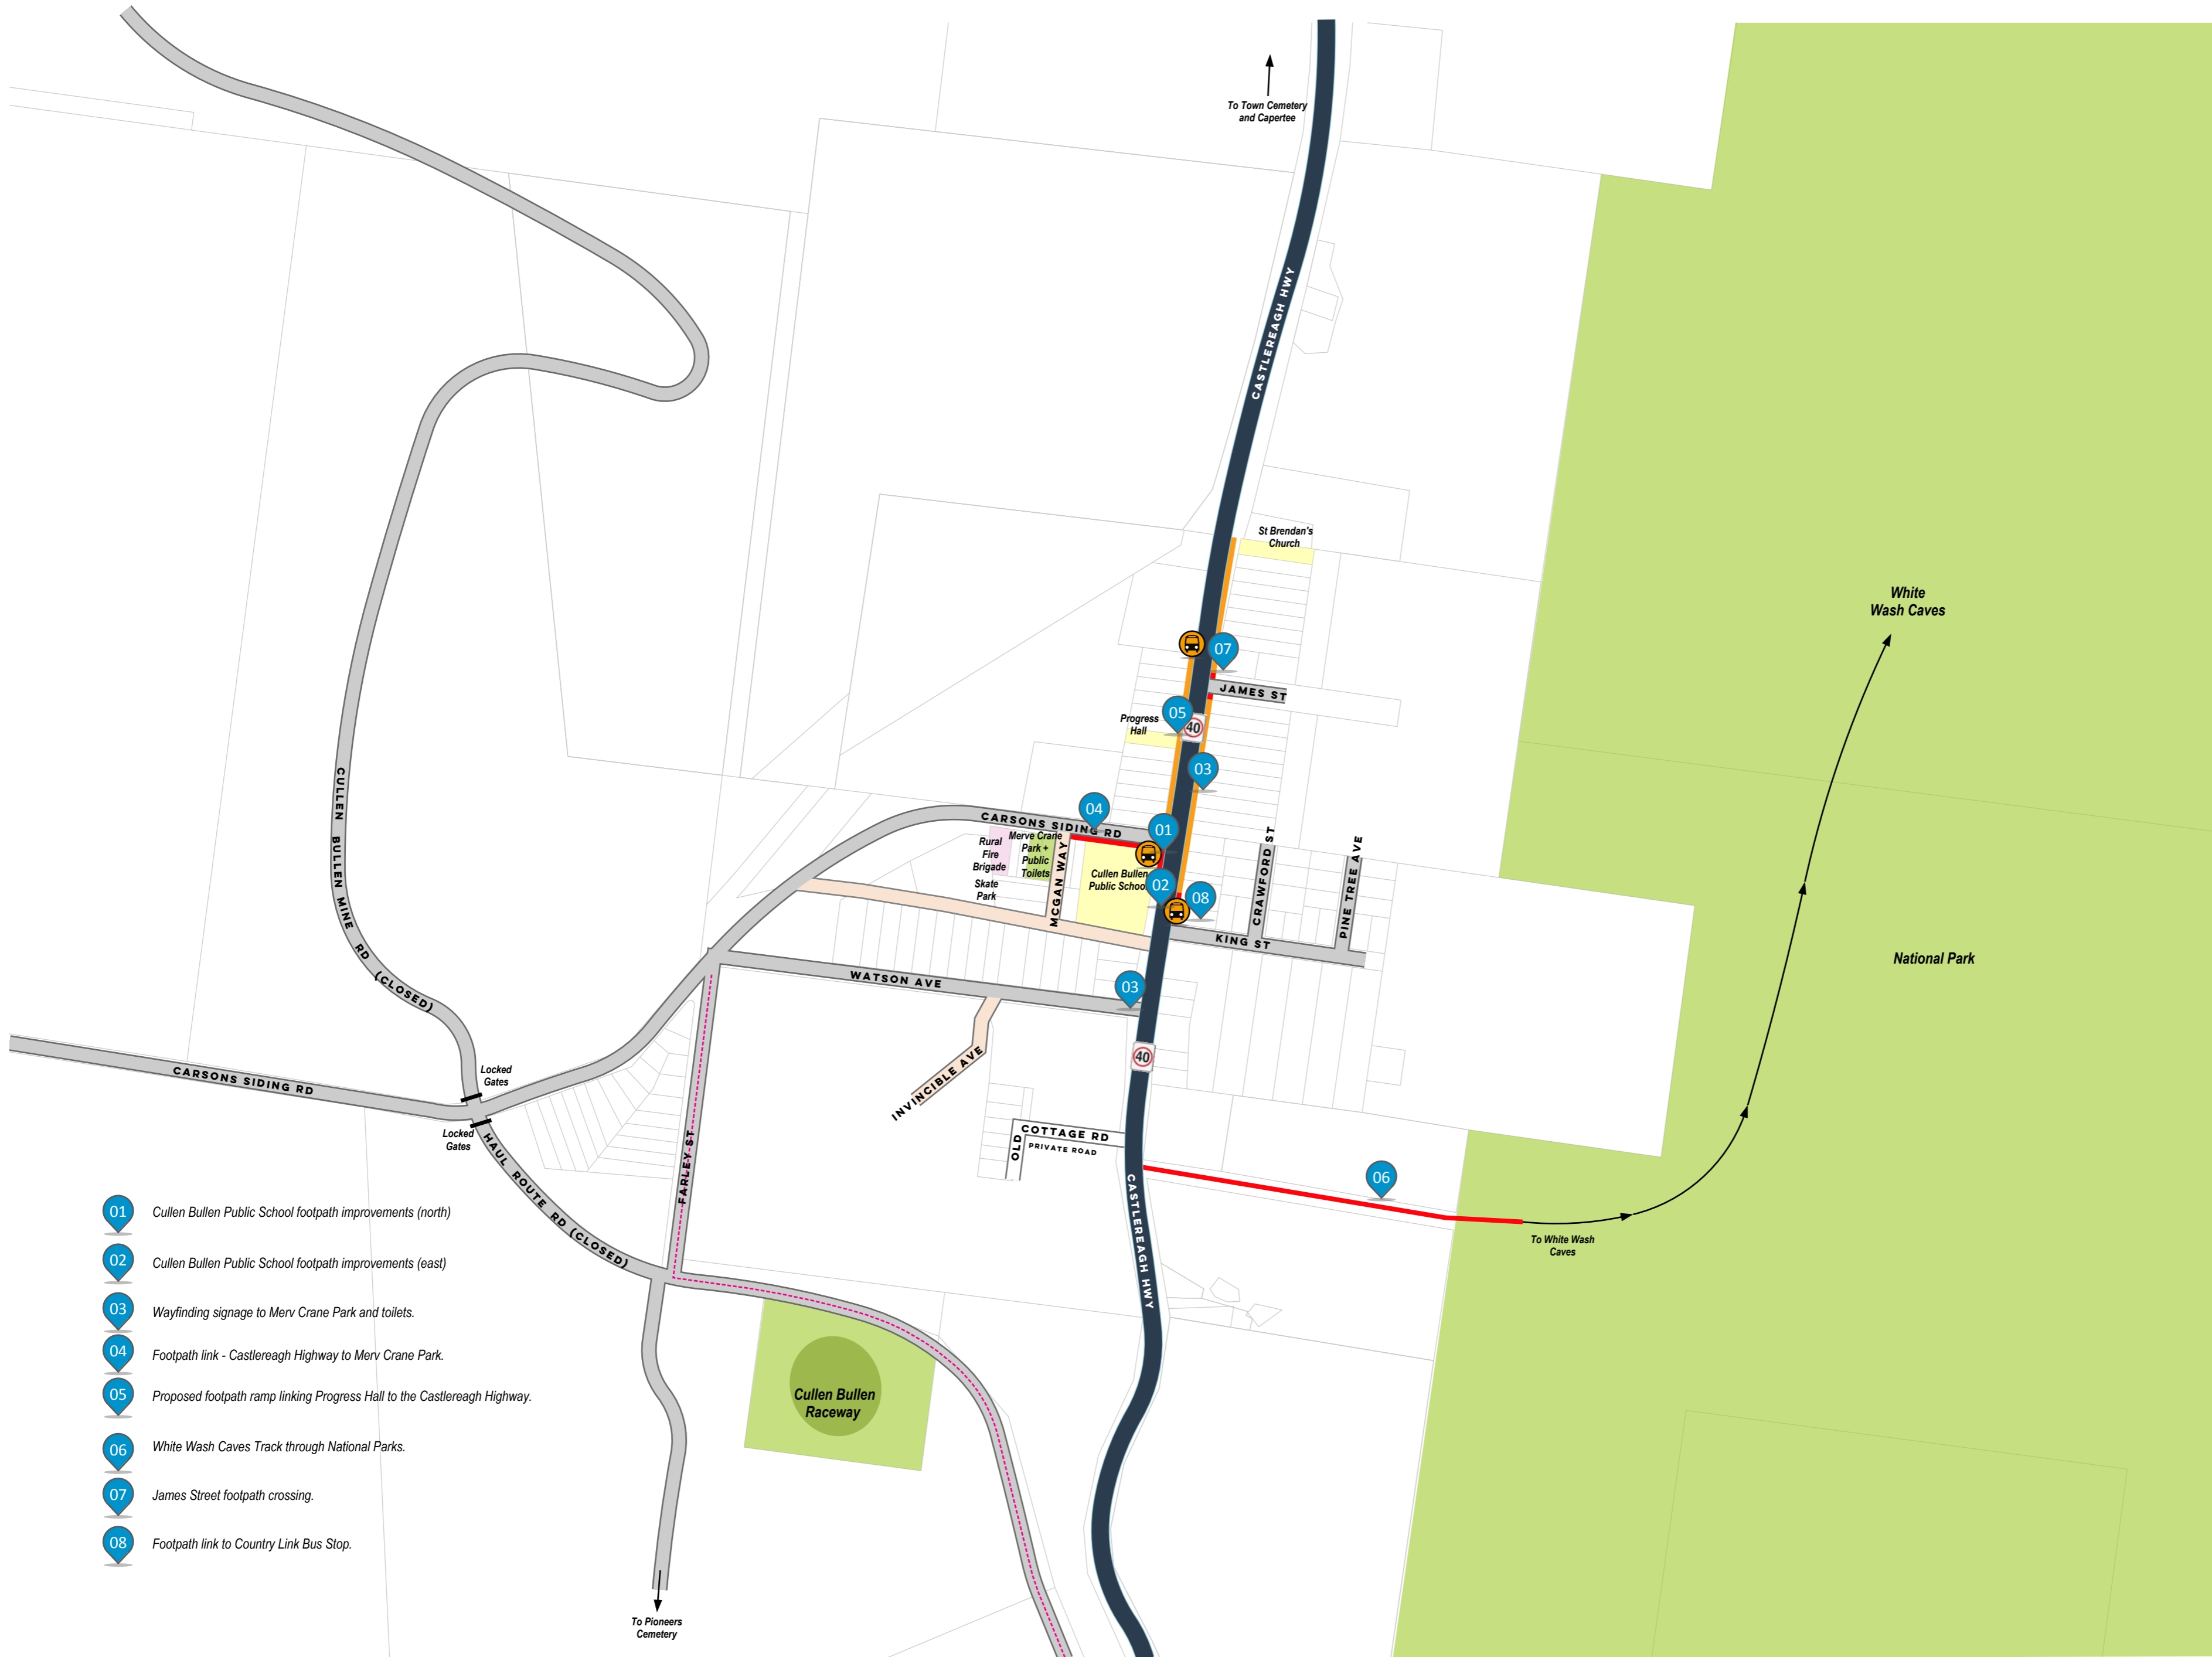 To Town Cemetery
and Capertee
CASTLEREAGH HWY
St Brendan's
Church
White
Wash Caves
07
JAMES ST
05
40
Progress
Hall
03
04
CARSONS SIDING RD
01
Merve Crane
Park +
Public
Toilets
Rural
Fire
Brigade
Skate
Park
MCGAN WAY
Cullen Bullen
Public School
02
08
CRAWFORD ST
PINE TREE AVE
KING ST
National Park
CULLEN BULLEN MINE RD (CLOSED)
WATSON AVE
03
40
INVINCIBLE AVE
CARSONS SIDING RD
Locked
Gates
Locked
Gates
HAUL ROUTE RD (CLOSED)
FARLEY ST
OLD COTTAGE RD
PRIVATE ROAD
CASTLEREAGH HWY
06
To White Wash
Caves
Cullen Bullen
Raceway
To Pioneers
Cemetery
01 Cullen Bullen Public School footpath improvements (north)
02 Cullen Bullen Public School footpath improvements (east)
03 Wayfinding signage to Merv Crane Park and toilets.
04 Footpath link - Castlereagh Highway to Merv Crane Park.
05 Proposed footpath ramp linking Progress Hall to the Castlereagh Highway.
06 White Wash Caves Track through National Parks.
07 James Street footpath crossing.
08 Footpath link to Country Link Bus Stop.